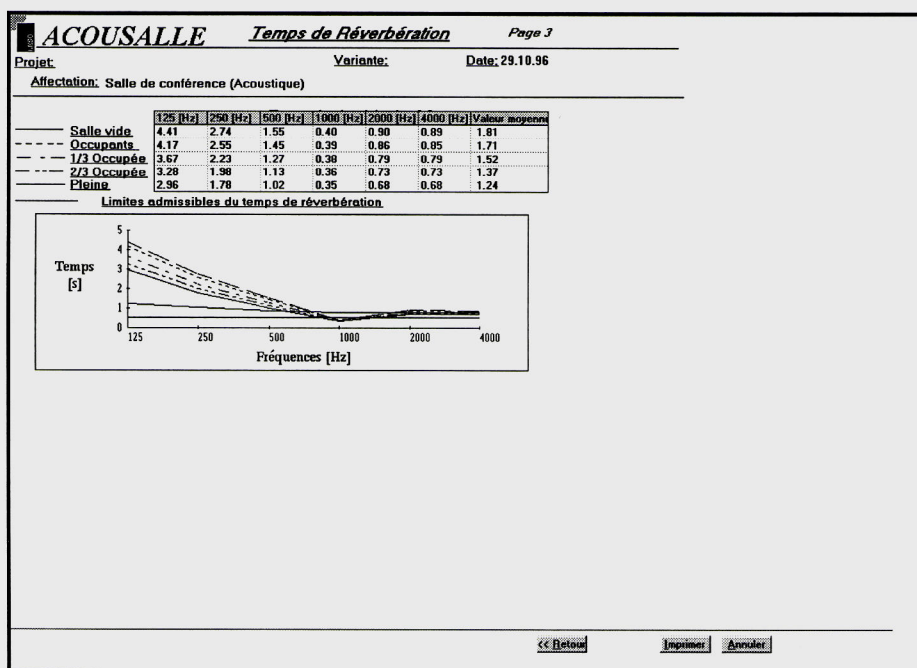 ACOUSALLE Temps de Réverbération Page 3
Projet: Variante: Date: 29.10.96
Affectation: Salle de conférence (Acoustique)
125 [Hz] 250 [Hz] 500 [Hz] 1000 [Hz] 2000 [Hz] 4000 [Hz] Valeur moyenne
Salle vide 4.41 2.74 1.55 0.40 0.90 0.89 1.81
Occupants 4.17 2.55 1.45 0.39 0.86 0.85 1.71
1/3 Occupée 3.67 2.23 1.27 0.38 0.79 0.79 1.52
2/3 Occupée 3.28 1.98 1.13 0.36 0.73 0.73 1.37
Pleine 2.96 1.78 1.02 0.35 0.68 0.68 1.24
Limites admissibles du temps de réverbération
5
4
Temps 3
[s] 2
1
0
125 250 500 1000 2000 4000
Fréquences [Hz]
<< Retour Imprimer Annuler